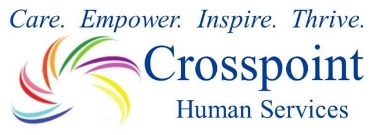 Care. Empower. Inspire. Thrive.
Crosspoint
Human Services